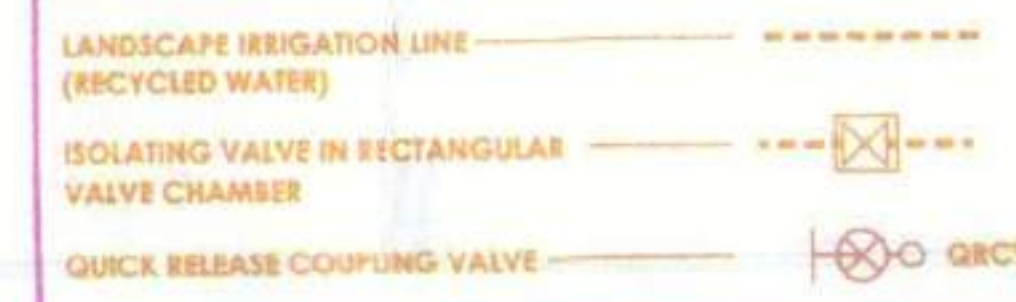 LANDSCAPE IRRIGATION LINE
(RECYCLED WATER)
ISOLATING VALVE IN RECTANGULAR
VALVE CHAMBER
QUICK RELEASE COUPLING VALVE